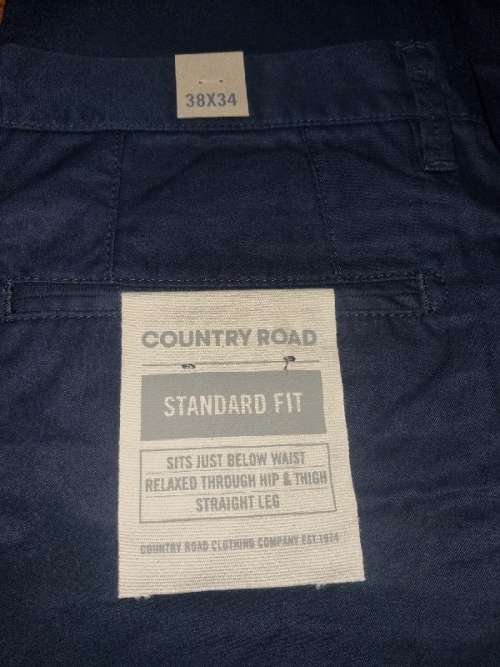 38X34
COUNTRY ROAD
STANDARD FIT
SITS JUST BELOW WAIST
RELAXED THROUGH HIP & THIGH
STRAIGHT LEG
COUNTRY ROAD CLOTHING COMPANY EST.1974